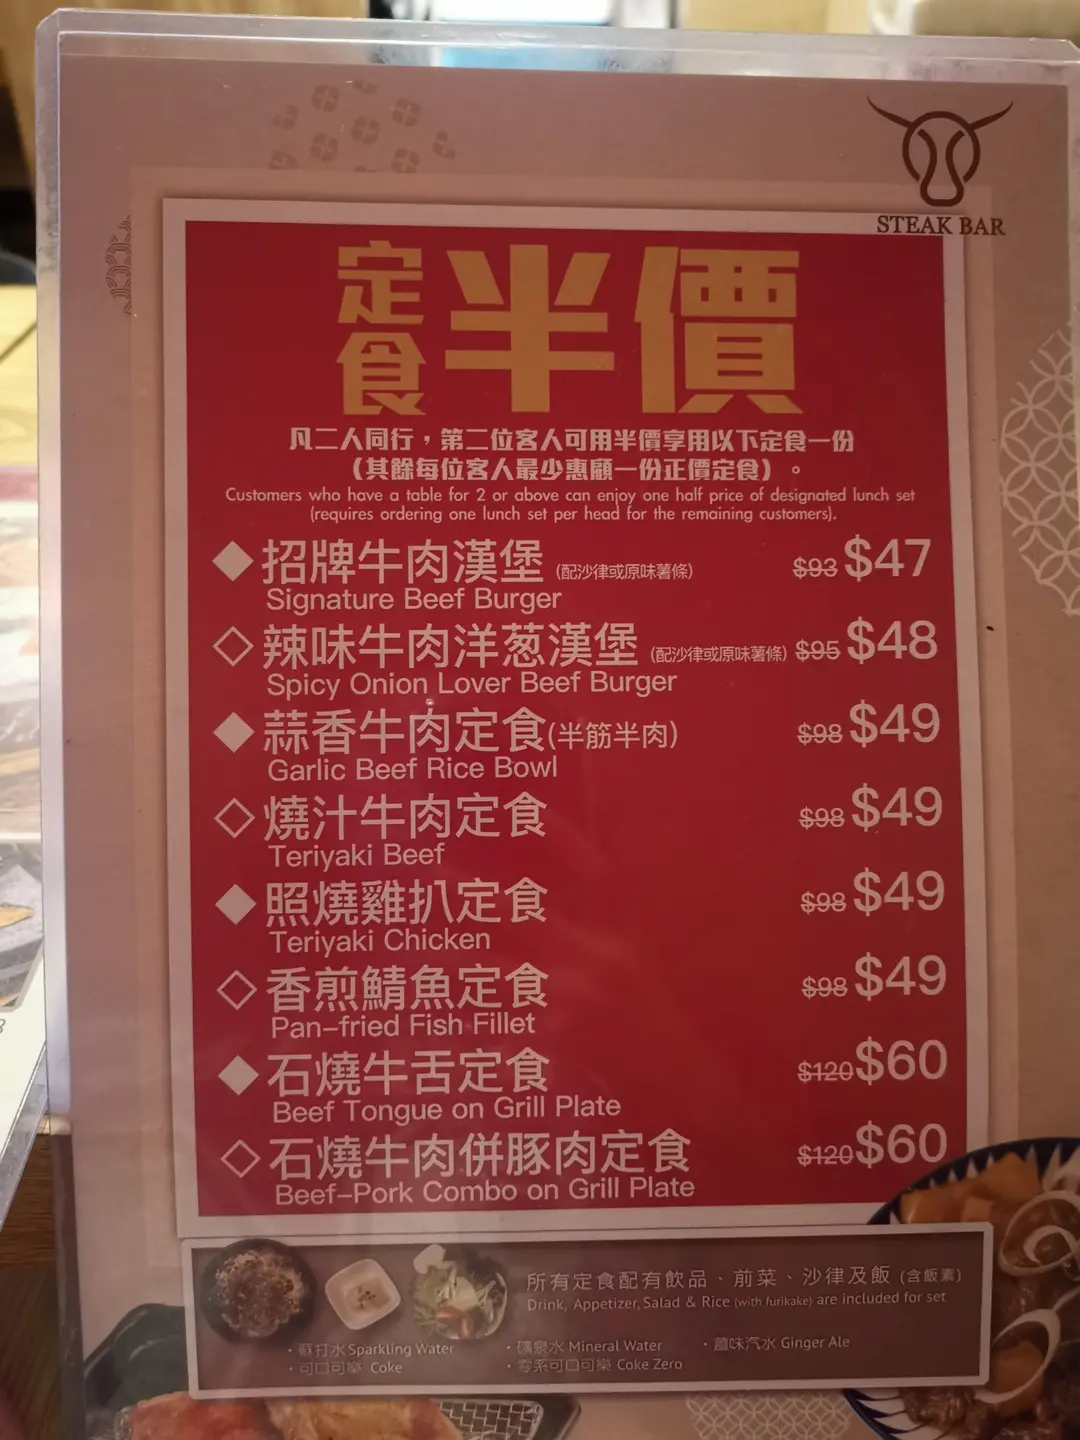 STEAK BAR
定食半價
凡二人同行，第二位客人可用半價享用以下定食一份
（其餘每位客人最少惠顧一份正價定食）。
Customers who have a table for 2 or above can enjoy one half price of designated lunch set
(requires ordering one lunch set per head for the remaining customers).
招牌牛肉漢堡 (配沙律或原味薯條) $93 $47
Signature Beef Burger
辣味牛肉洋葱漢堡 (配沙律或原味薯條) $95 $48
Spicy Onion Lover Beef Burger
蒜香牛肉定食(半筋半肉) $98 $49
Garlic Beef Rice Bowl
燒汁牛肉定食 $98 $49
Teriyaki Beef
照燒雞扒定食 $98 $49
Teriyaki Chicken
香煎鯖魚定食 $98 $49
Pan-fried Fish Fillet
石燒牛舌定食 $120 $60
Beef Tongue on Grill Plate
石燒牛肉併豚肉定食 $120 $60
Beef-Pork Combo on Grill Plate
所有定食配有飲品、前菜、沙律及飯 (含飯素)
Drink, Appetizer, Salad & Rice (with furikake) are included for set
・蘇打水 Sparkling Water ・礦泉水 Mineral Water ・薑味汽水 Ginger Ale
・可口可樂 Coke ・零系可口可樂 Coke Zero